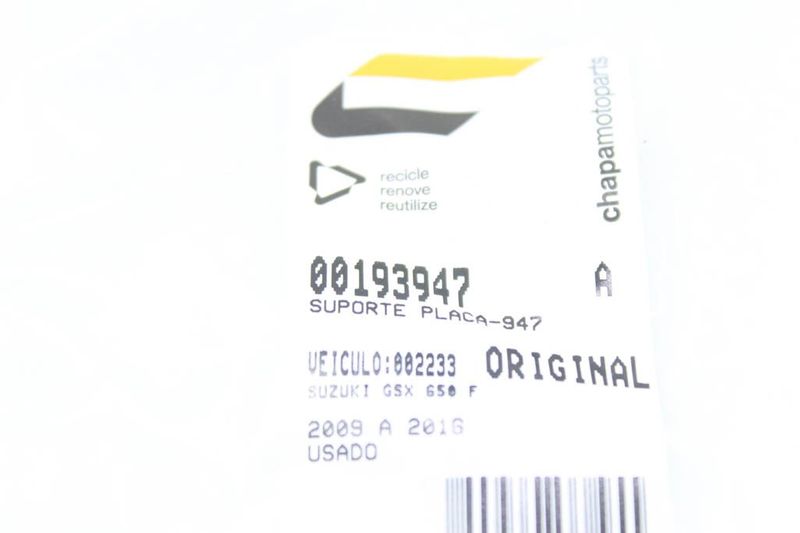 chapamotoparts
recicle
renove
reutilize
00193947 A
SUPORTE PLACA-947
VEICULO:002233 ORIGINAL
SUZUKI GSX 650 F
2009 A 2016
USADO